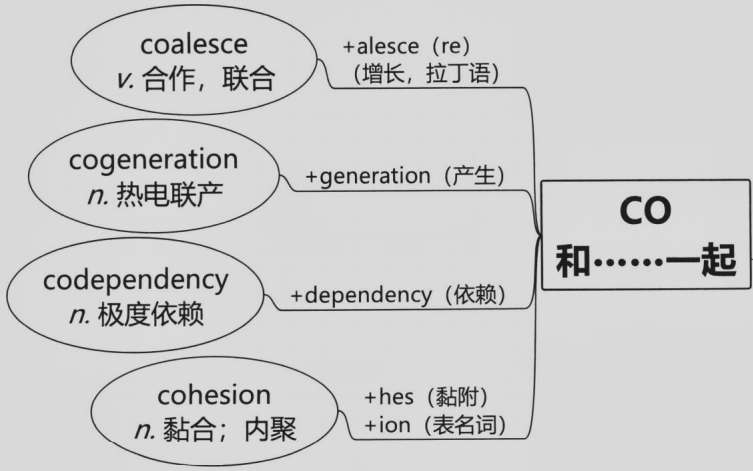 coalesce
v. 合作，联合
+alesce（re）
（增长，拉丁语）
cogeneration
n. 热电联产
+generation（产生）
CO
和……一起
codependency
n. 极度依赖
+dependency（依赖）
cohesion
n. 黏合；内聚
+hes（黏附）
+ion（表名词）